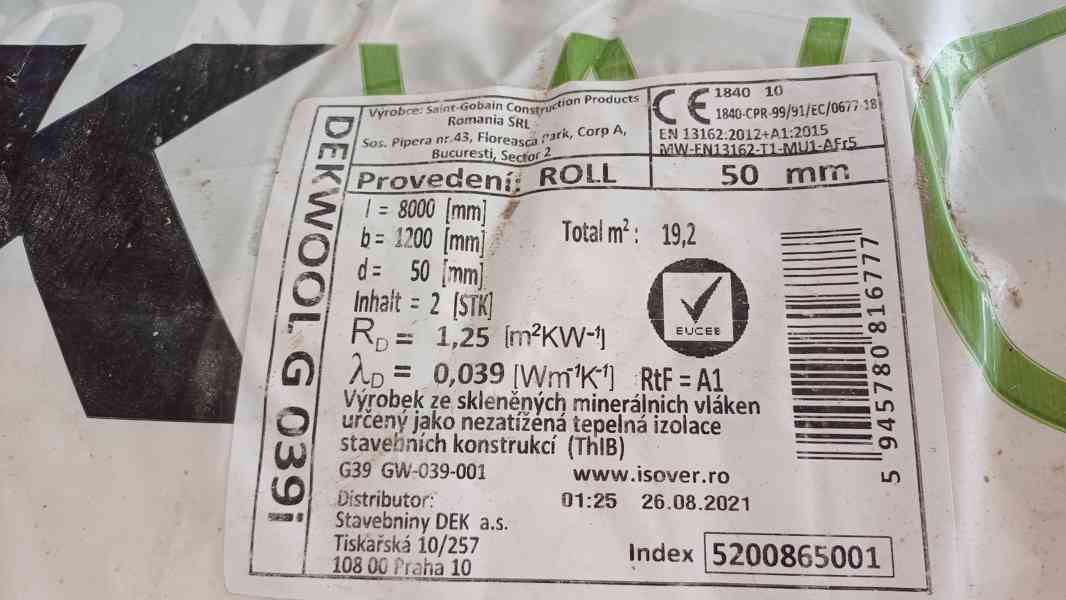 DEKWOOL G 039i
Výrobce: Saint-Gobain Construction Products
Romania SRL
Sos. Pipera nr.43, Floreasca Park, Corp A,
Bucuresti, Sector 2
CE 1840 10
1840-CPR-99/91/EC/0677-18
EN 13162:2012+A1:2015
MW-EN13162-T1-MU1-AFr5
Provedení: ROLL
50 mm
l = 8000 [mm]
b = 1200 [mm]
d = 50 [mm]
Inhalt = 2 [STK]
Total m²: 19,2
EUCEB
R_D = 1,25 [m²KW⁻¹]
λ_D = 0,039 [Wm⁻¹K⁻¹] RtF = A1
Výrobek ze skleněných minerálních vláken
určený jako nezatížená tepelná izolace
stavebních konstrukcí (ThIB)
G39 GW-039-001
www.isover.ro
Distributor:
01:25 26.08.2021
Stavebniny DEK a.s.
Tiskařská 10/257
108 00 Praha 10
Index 5200865001
5945780816777